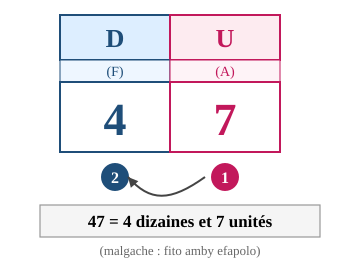 D U
(F) (A)
4 7
2 1
47 = 4 dizaines et 7 unités
(malgache : fito amby efapolo)